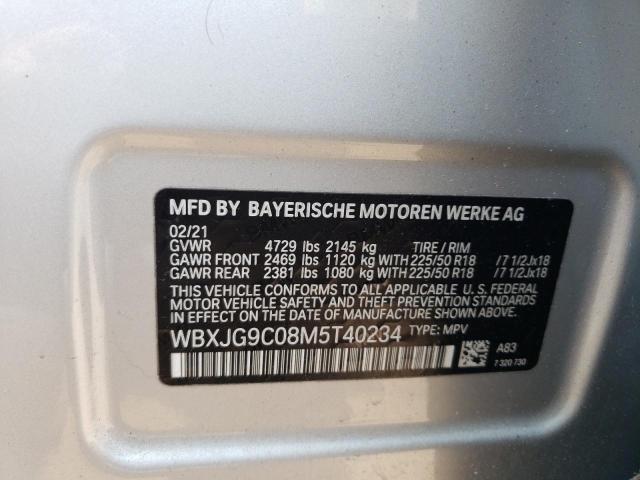 MFD BY BAYERISCHE MOTOREN WERKE AG
02/21
GVWR 4729 lbs 2145 kg TIRE / RIM
GAWR FRONT 2469 lbs 1120 kg WITH 225/50 R18 /7 1/2Jx18
GAWR REAR 2381 lbs 1080 kg WITH 225/50 R18 /7 1/2Jx18
THIS VEHICLE CONFORMS TO ALL APPLICABLE U. S. FEDERAL
MOTOR VEHICLE SAFETY AND THEFT PREVENTION STANDARDS
IN EFFECT ON THE DATE OF MANUFACTURE SHOWN ABOVE.
WBXJG9C08M5T40234 TYPE: MPV
A83
7 320 730